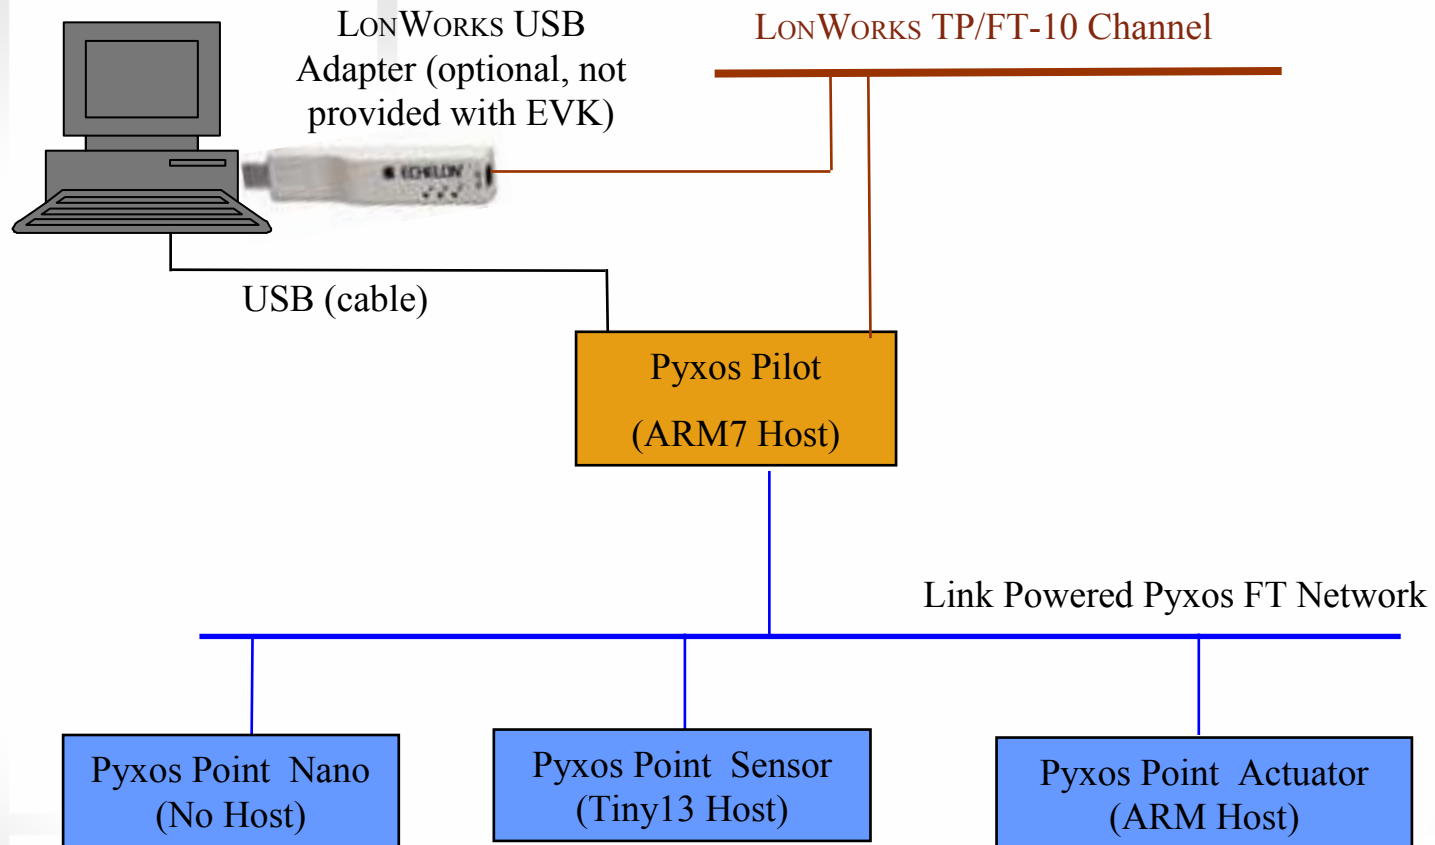 LONWORKS USB
Adapter (optional, not
provided with EVK)
LONWORKS TP/FT-10 Channel
ECHELON
USB (cable)
Pyxos Pilot
(ARM7 Host)
Link Powered Pyxos FT Network
Pyxos Point Nano
(No Host)
Pyxos Point Sensor
(Tiny13 Host)
Pyxos Point Actuator
(ARM Host)